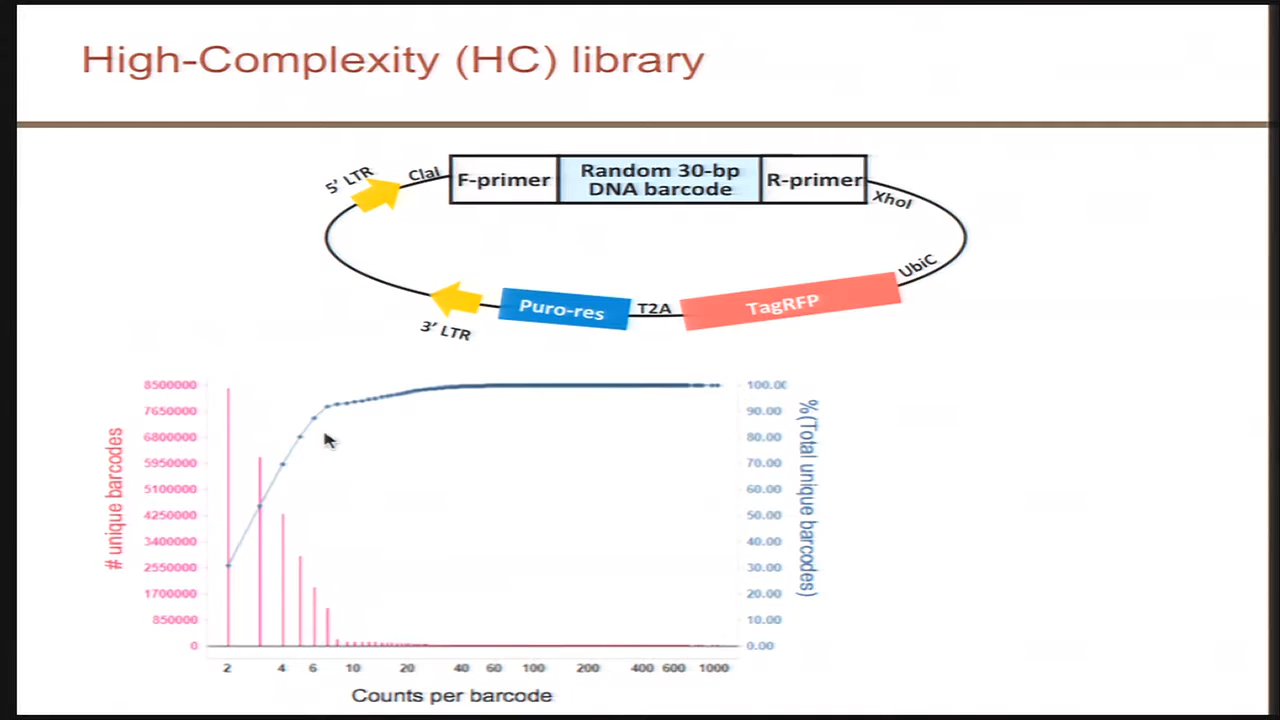 High-Complexity (HC) library
5' LTR
ClaI
F-primer
Random 30-bp
DNA barcode
R-primer
XhoI
UbiC
TagRFP
T2A
Puro-res
3' LTR
# unique barcodes
8500000
7650000
6800000
5950000
5100000
4250000
3400000
2550000
1700000
850000
0
100.00
90.00
80.00
70.00
60.00
50.00
40.00
30.00
20.00
10.00
0.00
%(Total unique barcodes)
2 4 6 10 20 40 60 100 200 400 600 1000
Counts per barcode